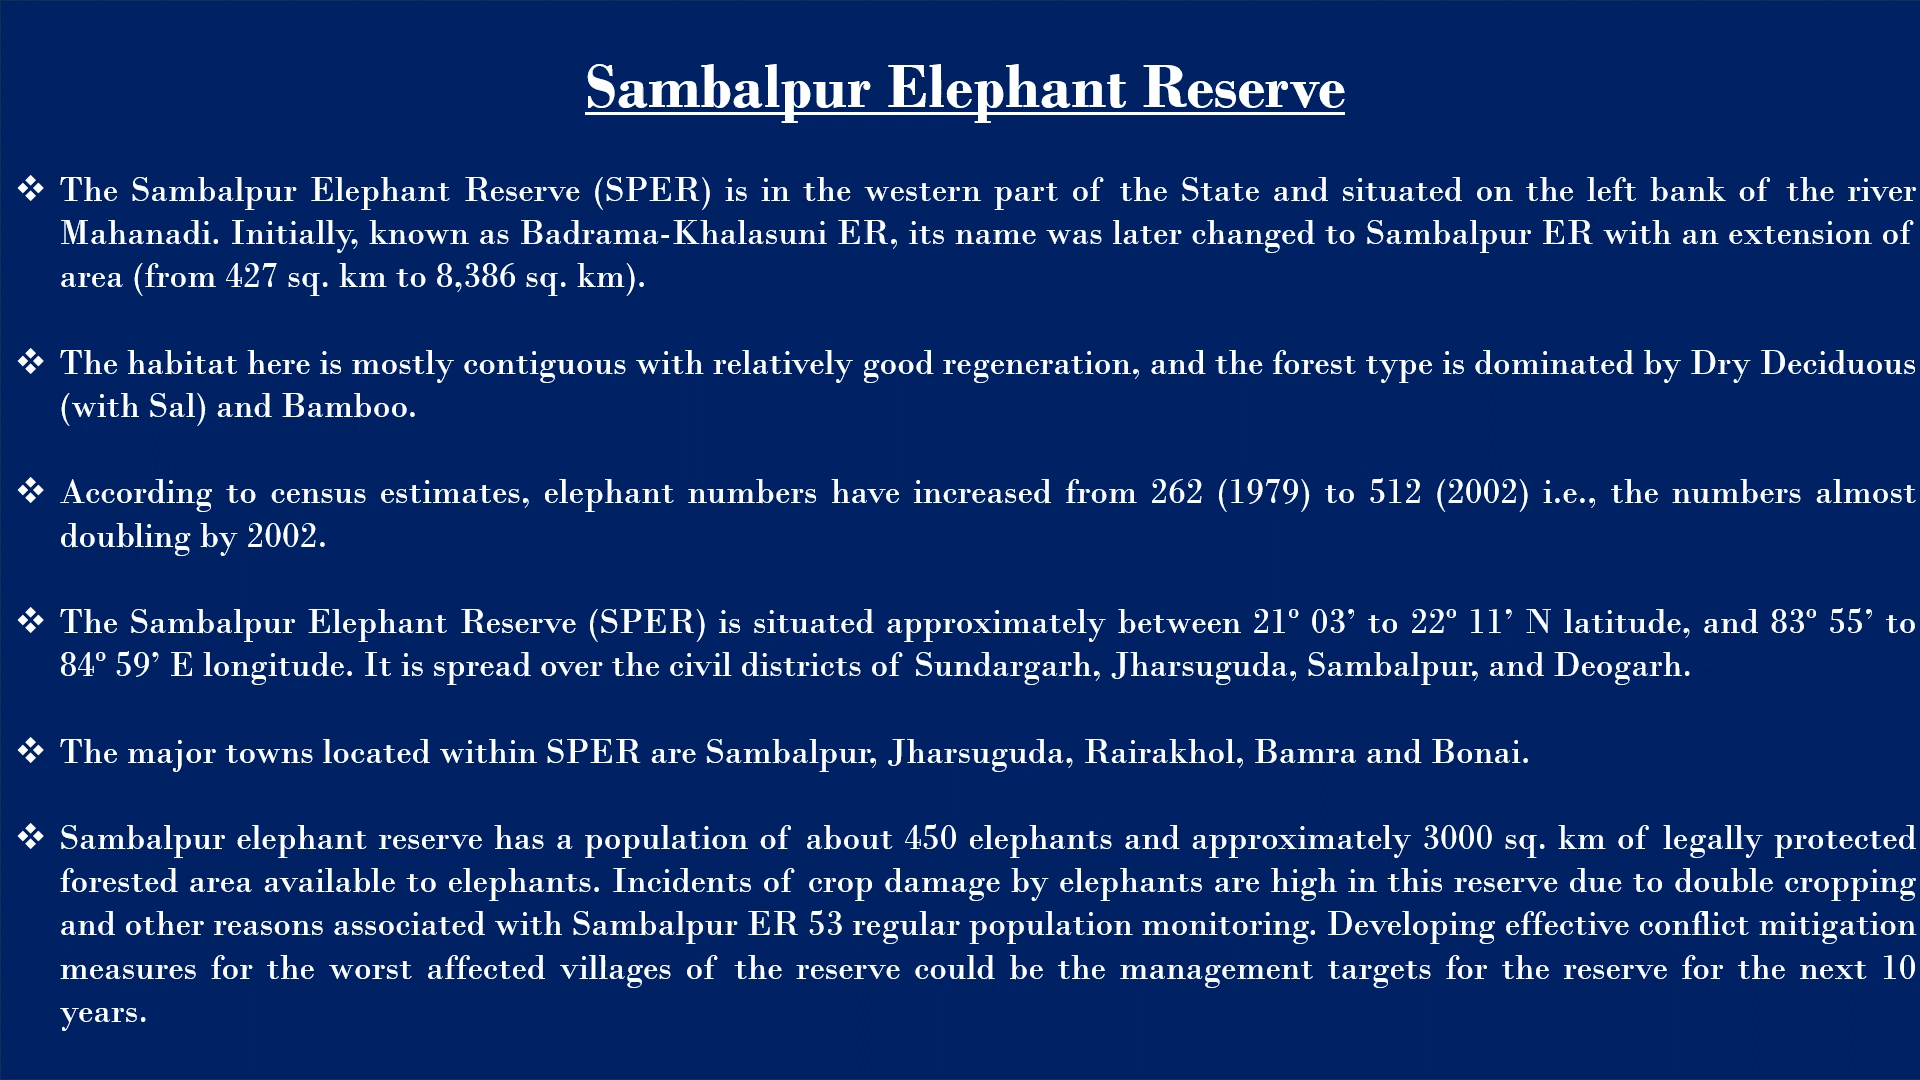 Sambalpur Elephant Reserve
❖ The Sambalpur Elephant Reserve (SPER) is in the western part of the State and situated on the left bank of the river
Mahanadi. Initially, known as Badrama-Khalasuni ER, its name was later changed to Sambalpur ER with an extension of
area (from 427 sq. km to 8,386 sq. km).
❖ The habitat here is mostly contiguous with relatively good regeneration, and the forest type is dominated by Dry Deciduous
(with Sal) and Bamboo.
❖ According to census estimates, elephant numbers have increased from 262 (1979) to 512 (2002) i.e., the numbers almost
doubling by 2002.
❖ The Sambalpur Elephant Reserve (SPER) is situated approximately between 21º 03’ to 22º 11’ N latitude, and 83º 55’ to
84º 59’ E longitude. It is spread over the civil districts of Sundargarh, Jharsuguda, Sambalpur, and Deogarh.
❖ The major towns located within SPER are Sambalpur, Jharsuguda, Rairakhol, Bamra and Bonai.
❖ Sambalpur elephant reserve has a population of about 450 elephants and approximately 3000 sq. km of legally protected
forested area available to elephants. Incidents of crop damage by elephants are high in this reserve due to double cropping
and other reasons associated with Sambalpur ER 53 regular population monitoring. Developing effective conflict mitigation
measures for the worst affected villages of the reserve could be the management targets for the reserve for the next 10
years.